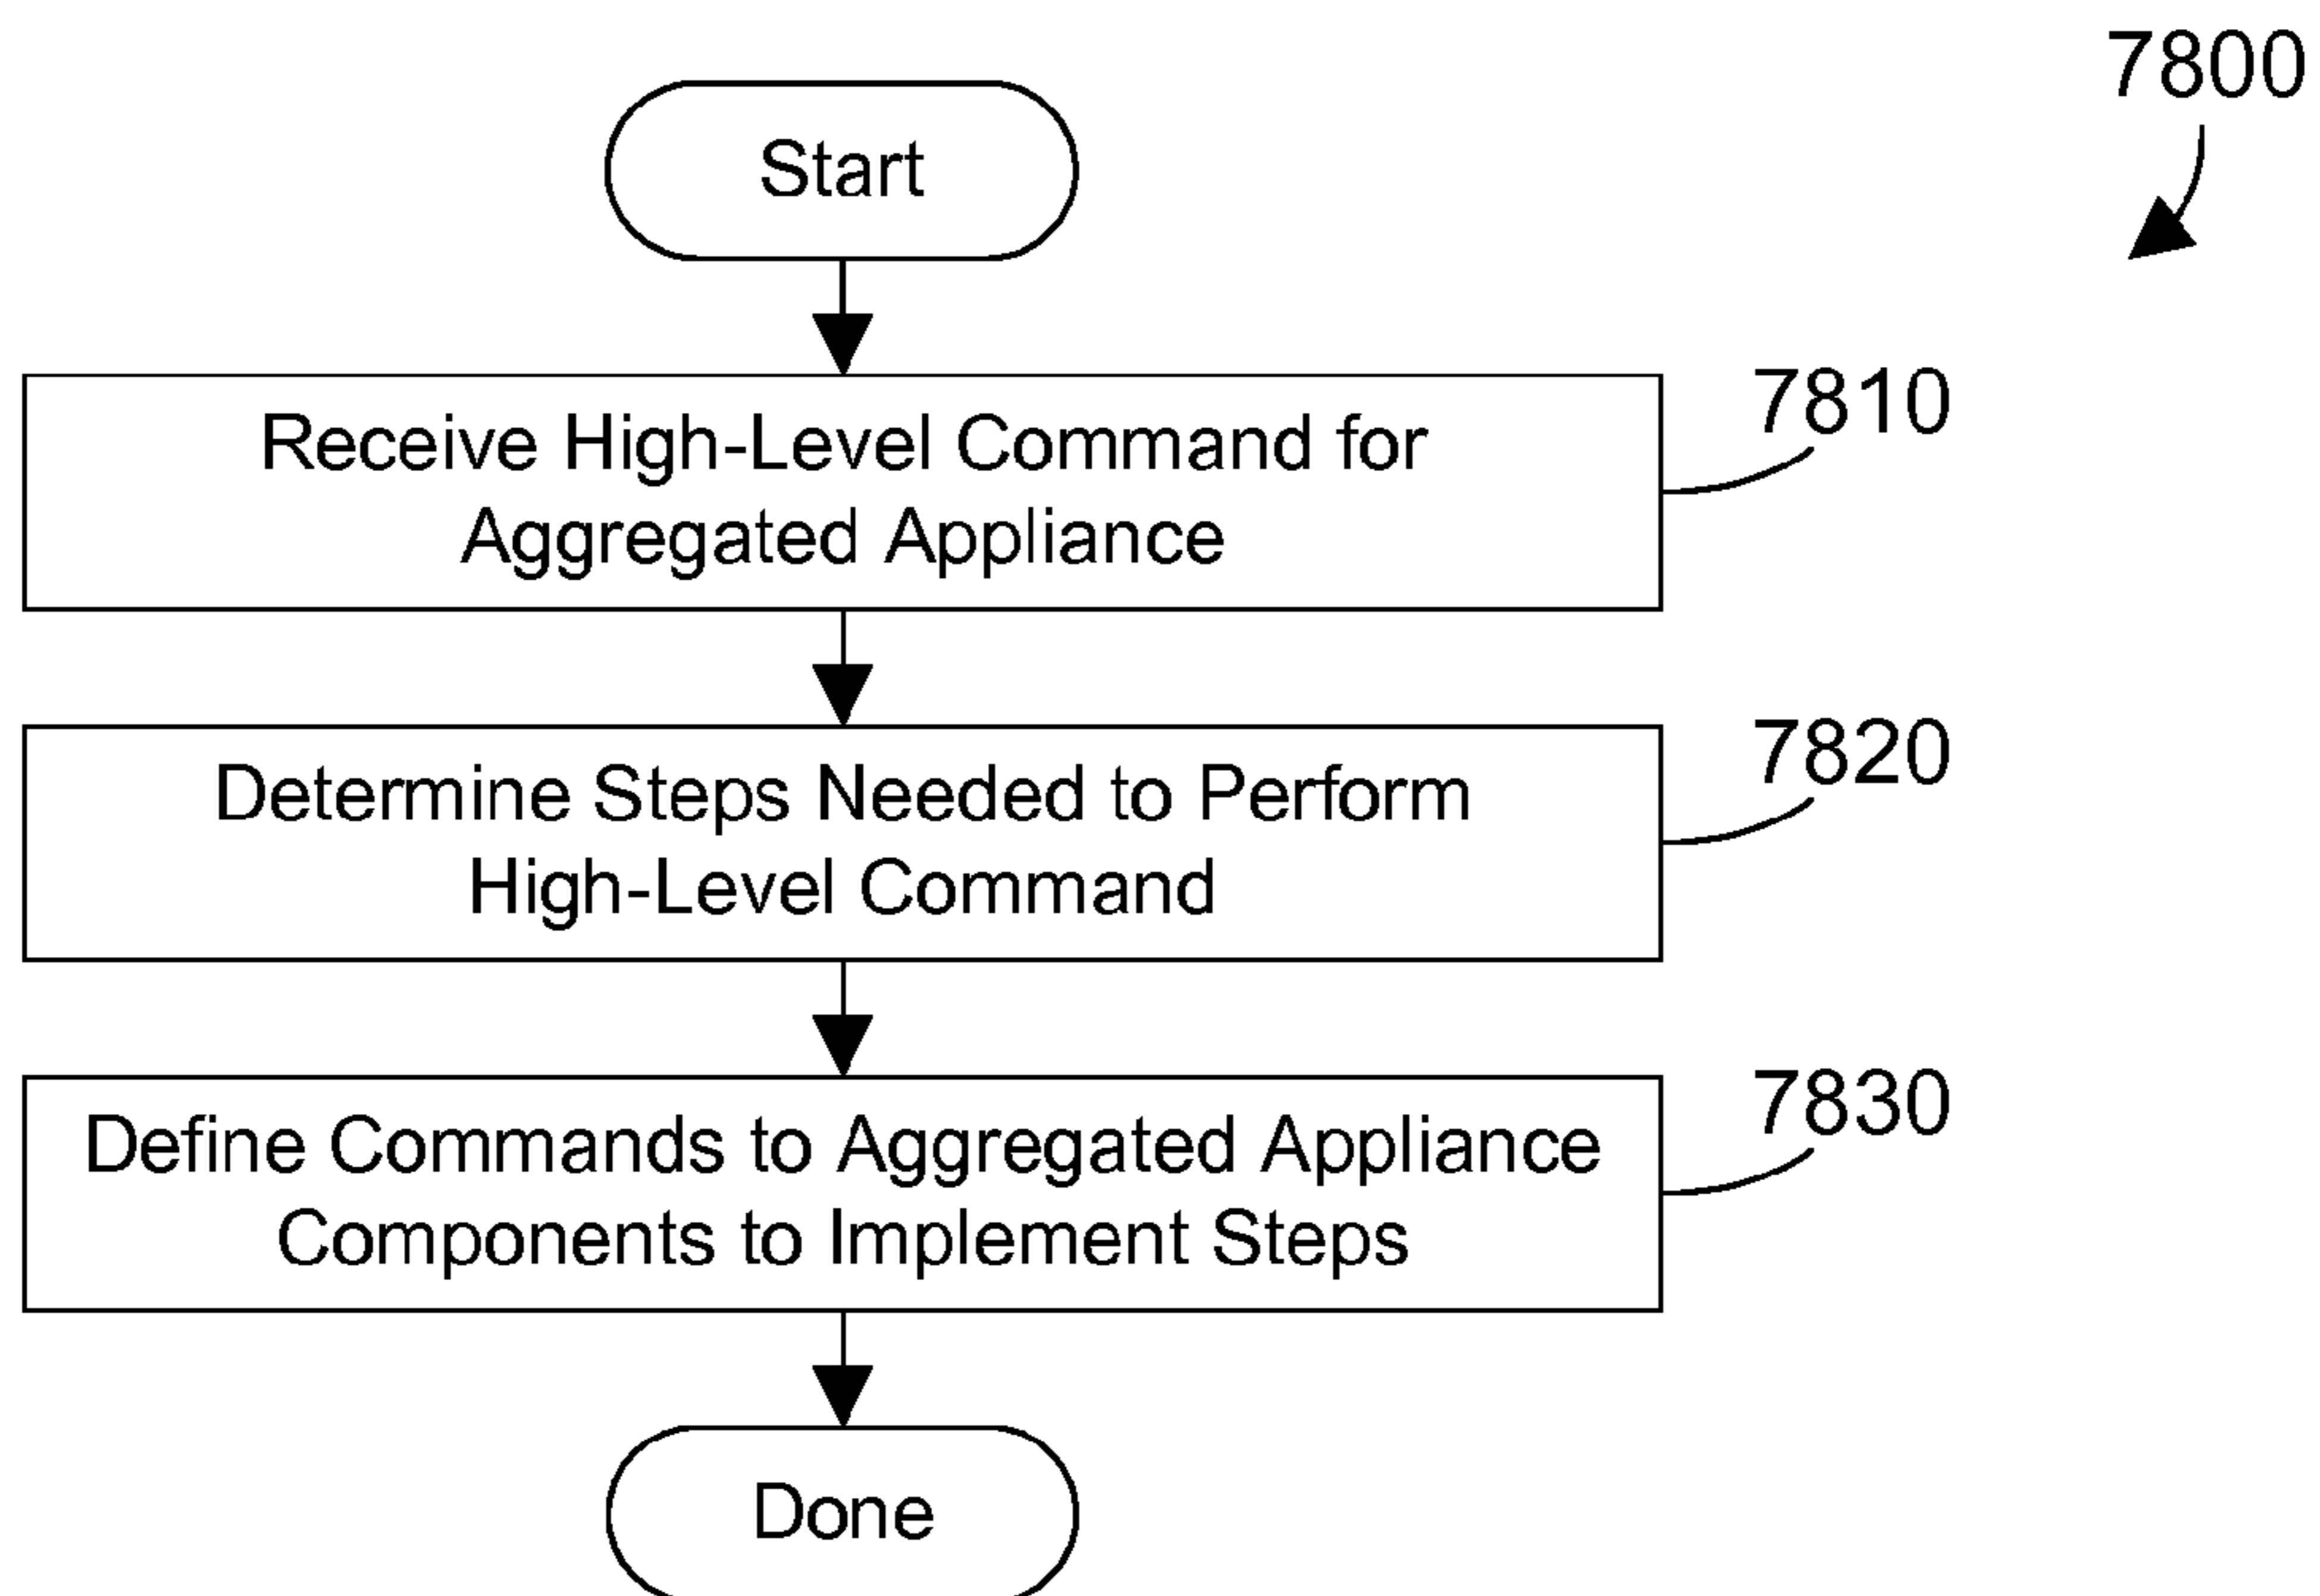 7800
Start
Receive High-Level Command for
Aggregated Appliance
7810
Determine Steps Needed to Perform
High-Level Command
7820
Define Commands to Aggregated Appliance
Components to Implement Steps
7830
Done